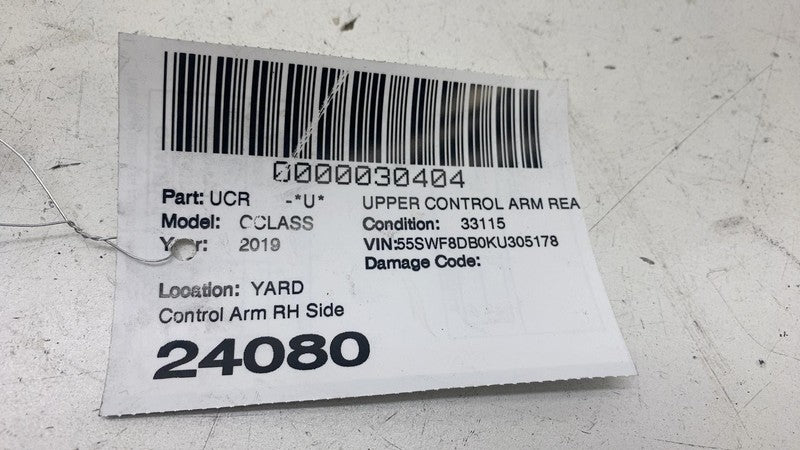 0000030404
Part: UCR -*U* UPPER CONTROL ARM REA
Model: CCLASS Condition: 33115
Year: 2019 VIN:55SWF8DB0KU305178
Damage Code:
Location: YARD
Control Arm RH Side
24080